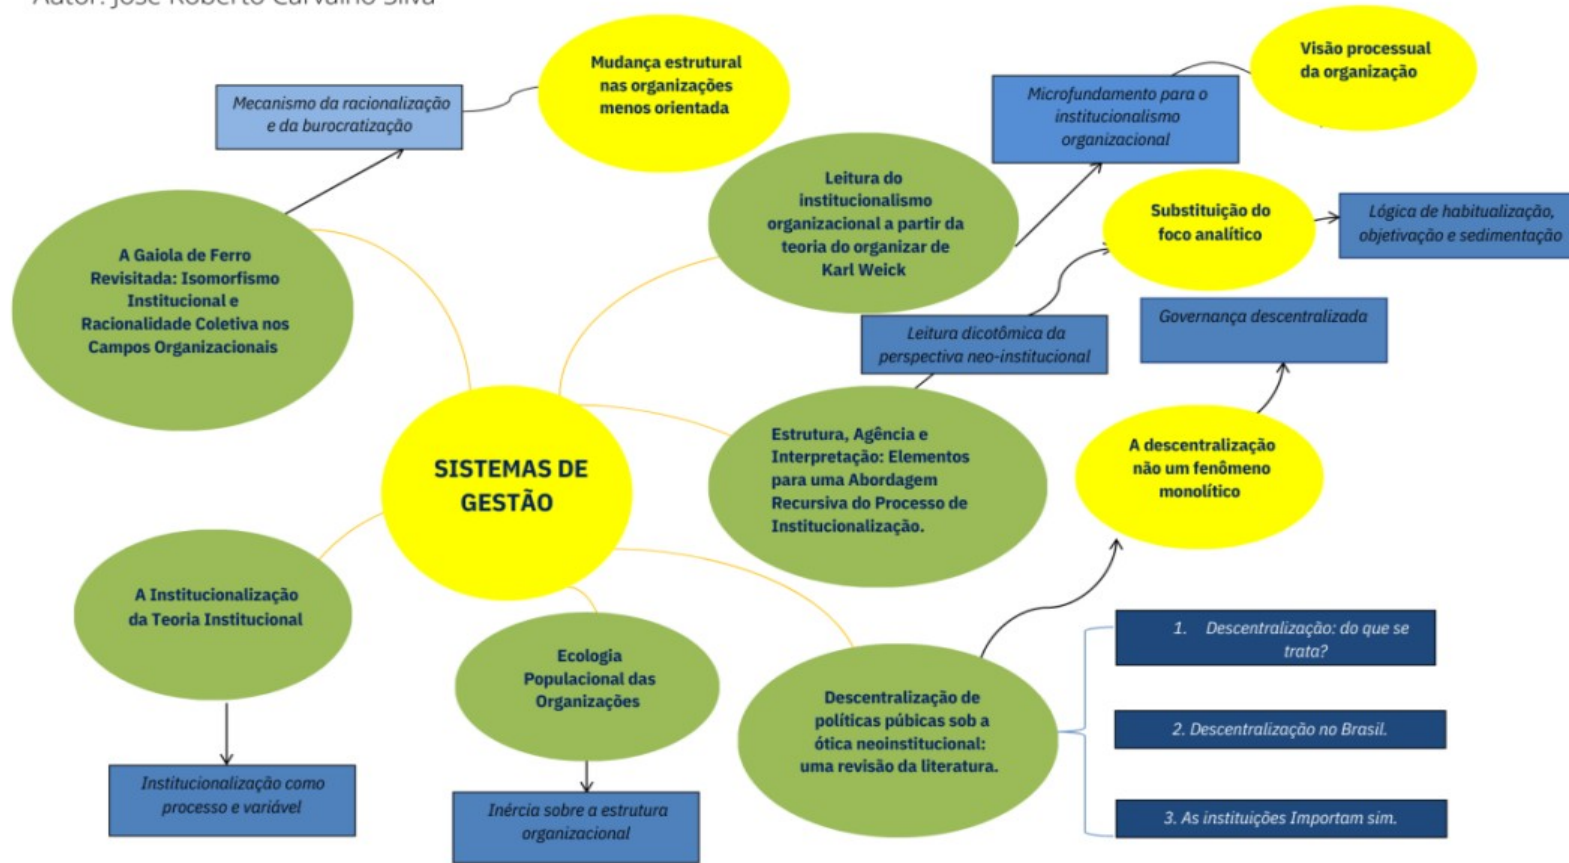 Autor: José Roberto Carvalho Silva
Mudança estrutural
nas organizações
menos orientada
Visão processual
da organização
Mecanismo da racionalização
e da burocratização
Microfundamento para o
institucionalismo
organizacional
Leitura do
institucionalismo
organizacional a partir da
teoria do organizar de
Karl Weick
Substituição do
foco analítico
Lógica de habitualização,
objetivação e sedimentação
A Gaiola de Ferro
Revisitada: Isomorfismo
Institucional e
Racionalidade Coletiva nos
Campos Organizacionais
Leitura dicotômica da
perspectiva neo-institucional
Governança descentralizada
SISTEMAS DE
GESTÃO
Estrutura, Agência e
Interpretação: Elementos
para uma Abordagem
Recursiva do Processo de
Institucionalização.
A descentralização
não um fenômeno
monolítico
A Institucionalização
da Teoria Institucional
Ecologia
Populacional das
Organizações
Descentralização de
políticas púbicas sob a
ótica neoinstitucional:
uma revisão da literatura.
1. Descentralização: do que se
trata?
2. Descentralização no Brasil.
3. As instituições Importam sim.
Institucionalização como
processo e variável
Inércia sobre a estrutura
organizacional